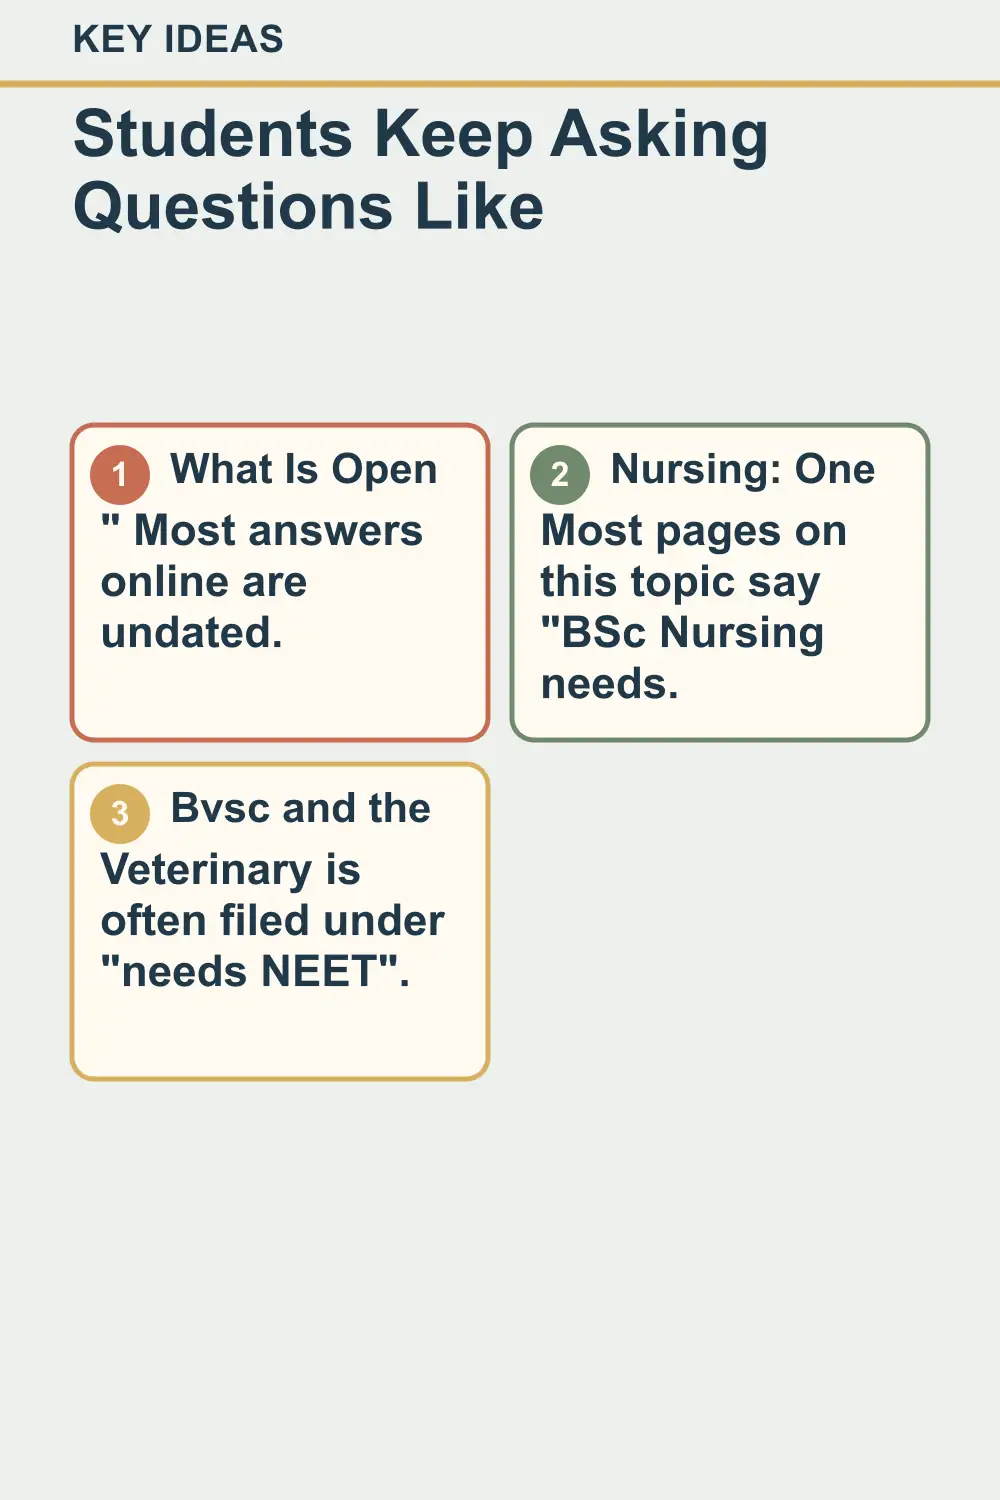 KEY IDEAS
Students Keep Asking
Questions Like
1 What Is Open
" Most answers
online are
undated.
2 Nursing: One
Most pages on
this topic say
"BSc Nursing
needs.
3 Bvsc and the
Veterinary is
often filed under
"needs NEET".